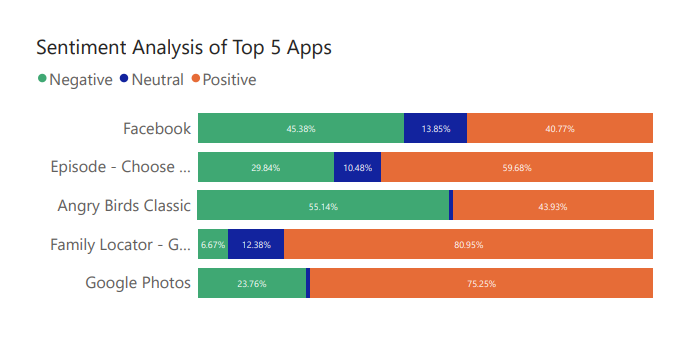 Sentiment Analysis of Top 5 Apps
Negative Neutral Positive
Facebook 45.38% 13.85% 40.77%
Episode - Choose ... 29.84% 10.48% 59.68%
Angry Birds Classic 55.14% 43.93%
Family Locator - G... 6.67% 12.38% 80.95%
Google Photos 23.76% 75.25%